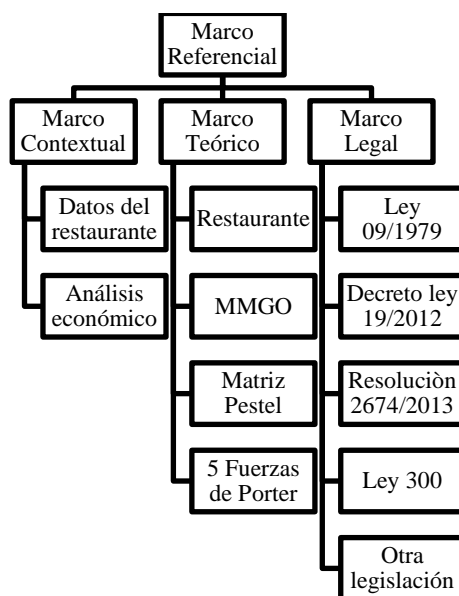 Marco
Referencial
Marco
Contextual
Datos del
restaurante
Análisis
económico
Marco
Teórico
Restaurante
MMGO
Matriz
Pestel
5 Fuerzas
de Porter
Marco
Legal
Ley
09/1979
Decreto ley
19/2012
Resoluciòn
2674/2013
Ley 300
Otra
legislación